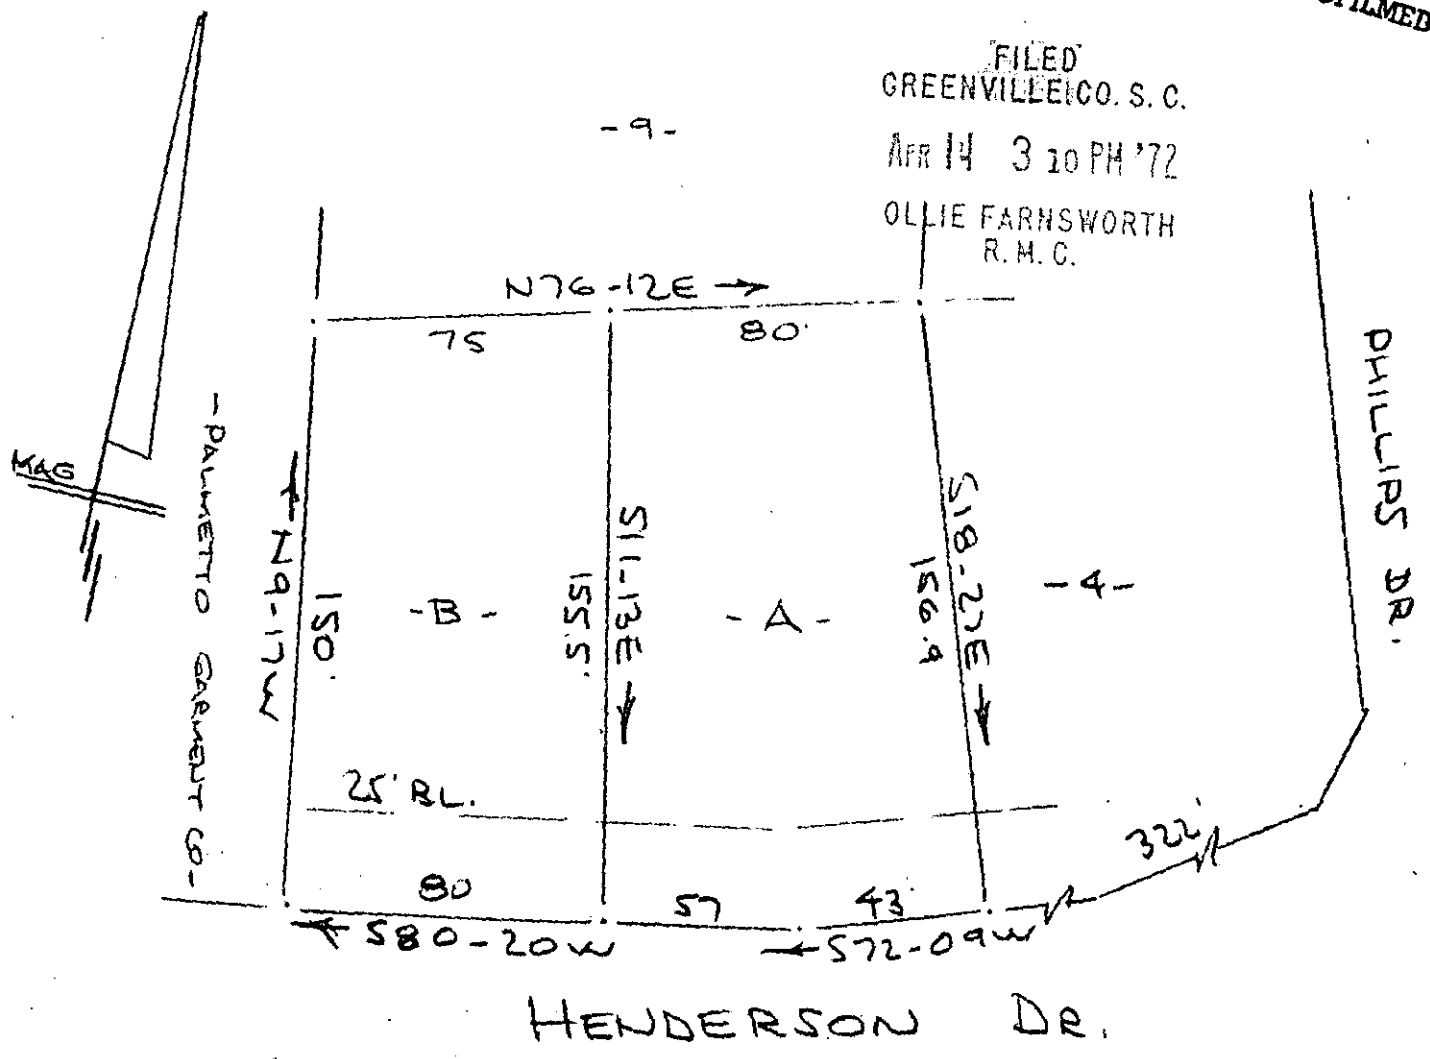 FILED
GREENVILLE CO. S. C.
APR 14 3 10 PM '72
OLLIE FARNSWORTH
R. M. C.
-9-
N76-12E
75
80'
MAG
-PALMETTO GARMENT CO-
N9-17W
150'
-B-
S11-13E
155.5'
-A-
S18-27E
156.9
-4-
PHILLIPS DR.
25' BL.
80
57
43'
322'
S80-20W
S72-09W
HENDERSON DR.